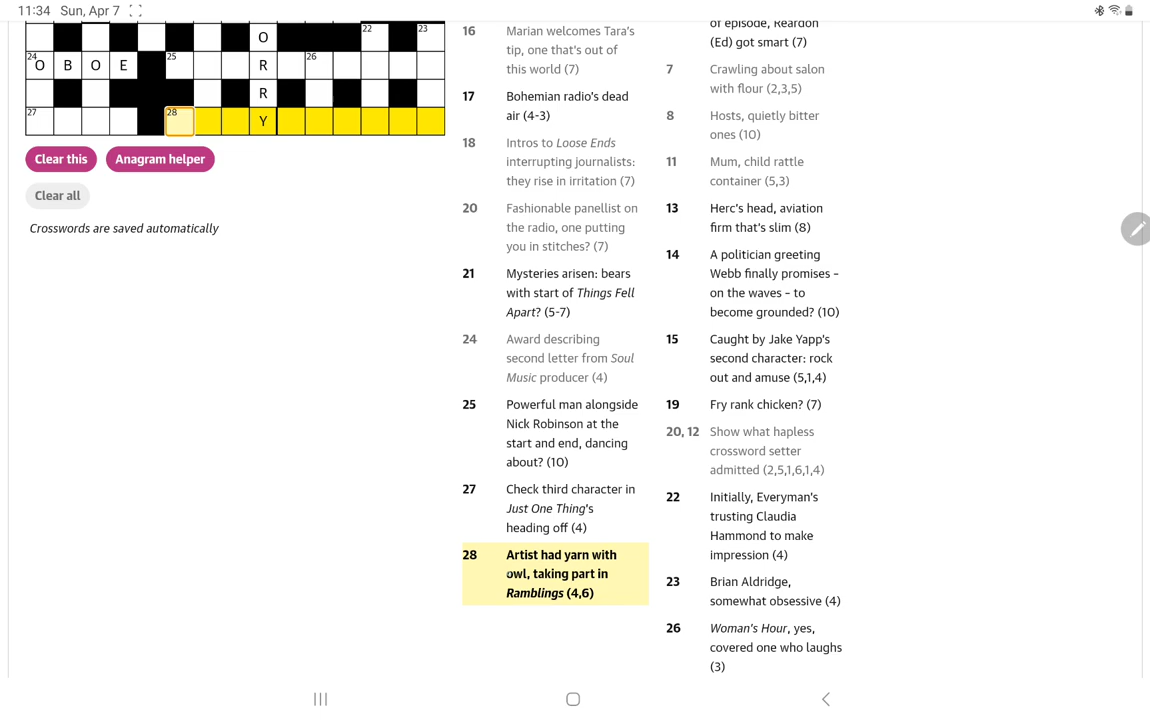 11:34 Sun, Apr 7
O
22
23
24
O B O E
25
R
26
R
27
28
Y
Clear this
Anagram helper
Clear all
Crosswords are saved automatically
16 Marian welcomes Tara's
tip, one that's out of
this world (7)
17 Bohemian radio's dead
air (4-3)
18 Intros to Loose Ends
interrupting journalists:
they rise in irritation (7)
20 Fashionable panellist on
the radio, one putting
you in stitches? (7)
21 Mysteries arisen: bears
with start of Things Fell
Apart? (5-7)
24 Award describing
second letter from Soul
Music producer (4)
25 Powerful man alongside
Nick Robinson at the
start and end, dancing
about? (10)
27 Check third character in
Just One Thing's
heading off (4)
28 Artist had yarn with
owl, taking part in
Ramblings (4,6)
of episode, Reardon
(Ed) got smart (7)
7 Crawling about salon
with flour (2,3,5)
8 Hosts, quietly bitter
ones (10)
11 Mum, child rattle
container (5,3)
13 Herc's head, aviation
firm that's slim (8)
14 A politician greeting
Webb finally promises –
on the waves – to
become grounded? (10)
15 Caught by Jake Yapp's
second character: rock
out and amuse (5,1,4)
19 Fry rank chicken? (7)
20, 12 Show what hapless
crossword setter
admitted (2,5,1,6,1,4)
22 Initially, Everyman's
trusting Claudia
Hammond to make
impression (4)
23 Brian Aldridge,
somewhat obsessive (4)
26 Woman's Hour, yes,
covered one who laughs
(3)